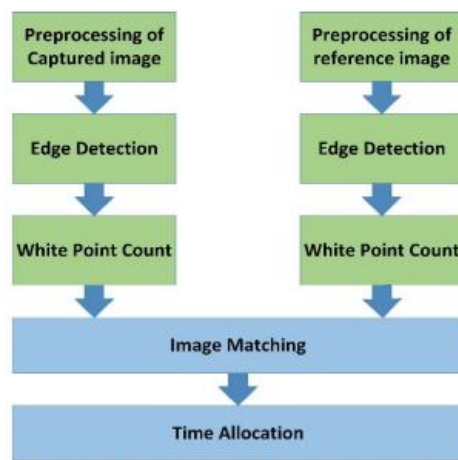 Preprocessing of
Captured image
Preprocessing of
reference image
Edge Detection
Edge Detection
White Point Count
White Point Count
Image Matching
Time Allocation